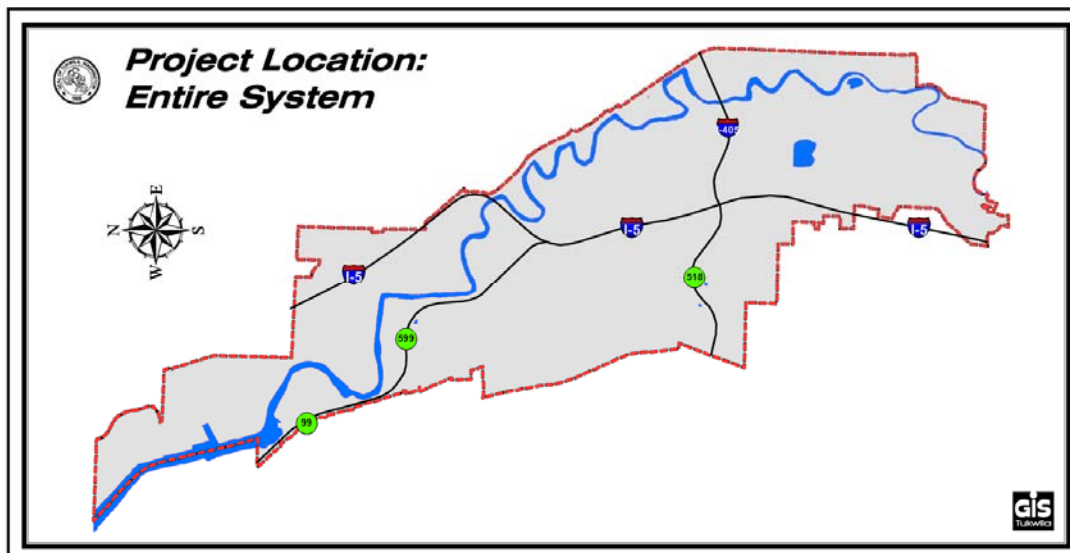 Project Location:
Entire System
E
N
S
W
I-405
I-5
I-5
I-5
518
599
99
GIS
Tukwila